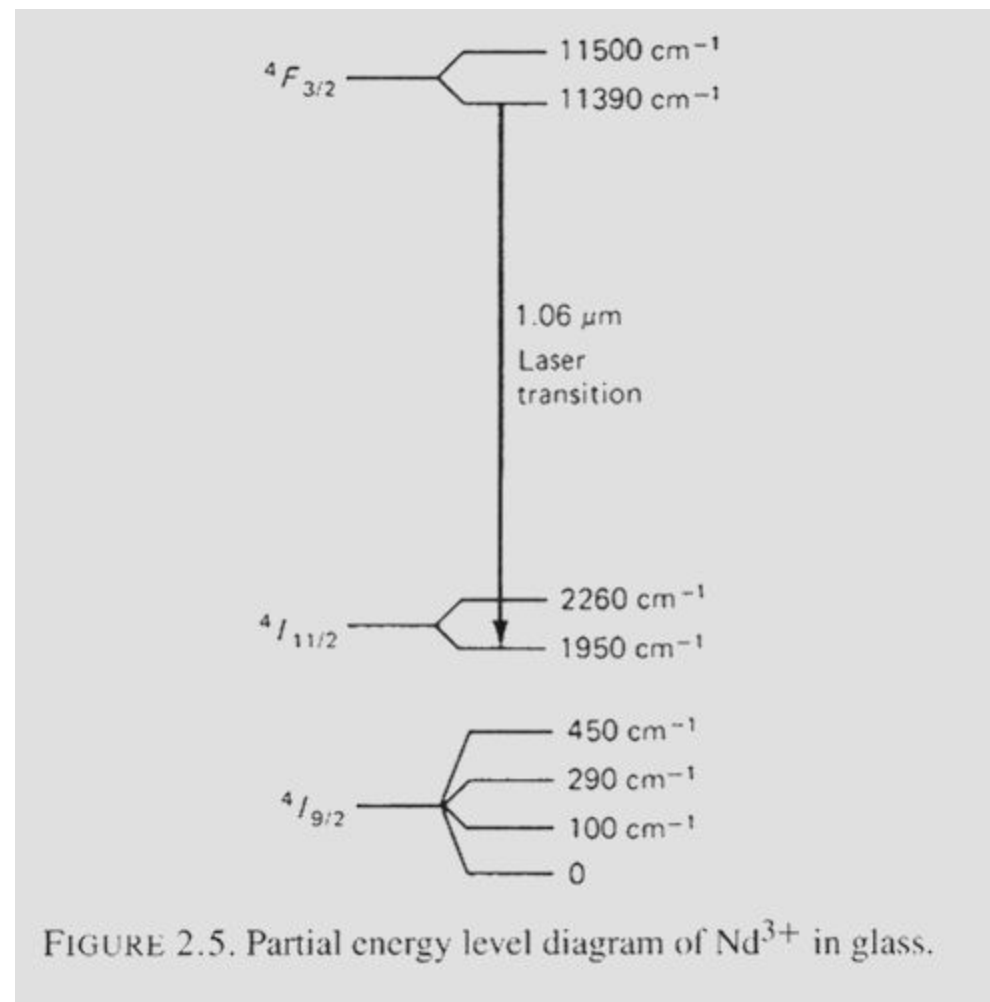 11500 cm⁻¹
⁴F₃/₂
11390 cm⁻¹
1.06 μm
Laser
transition
2260 cm⁻¹
⁴I₁₁/₂
1950 cm⁻¹
450 cm⁻¹
290 cm⁻¹
⁴I₉/₂
100 cm⁻¹
0
FIGURE 2.5. Partial energy level diagram of Nd³⁺ in glass.